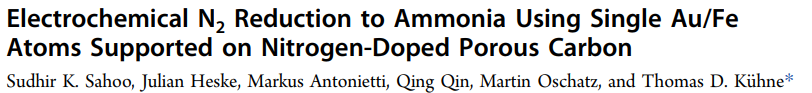 Electrochemical N₂ Reduction to Ammonia Using Single Au/Fe
Atoms Supported on Nitrogen-Doped Porous Carbon
Sudhir K. Sahoo, Julian Heske, Markus Antonietti, Qing Qin, Martin Oschatz, and Thomas D. Kühne*